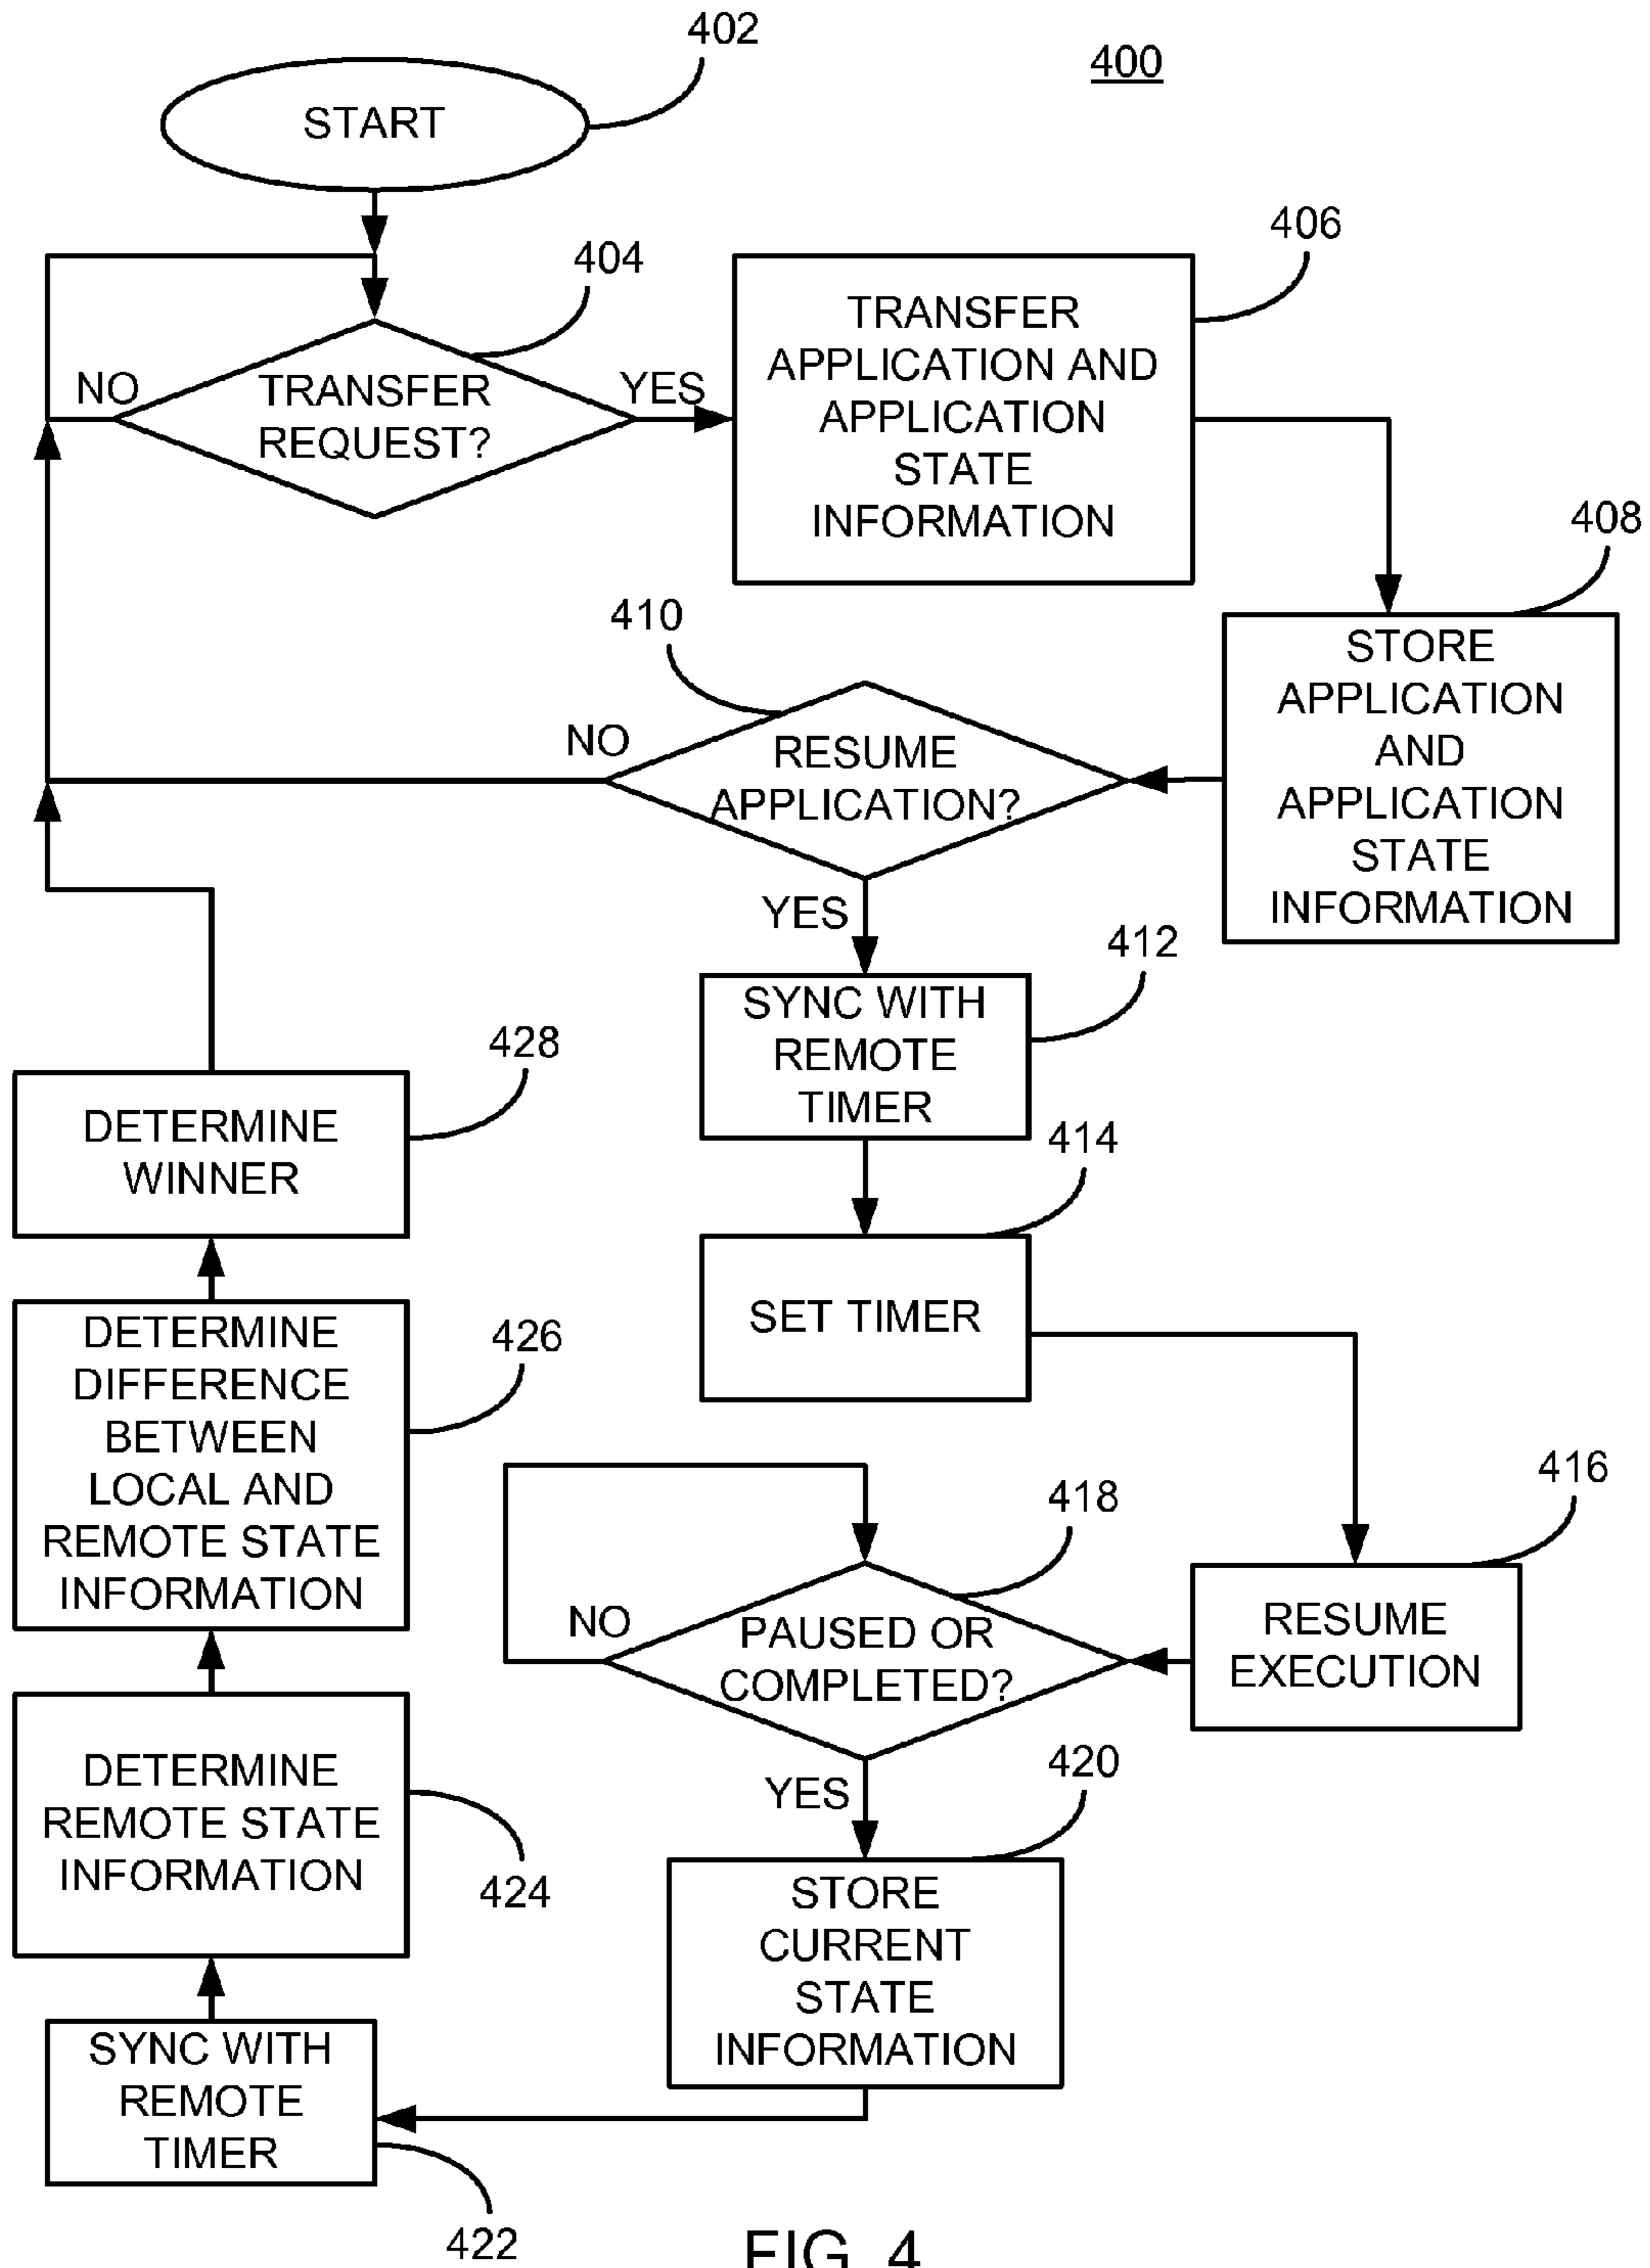 402
400
START
406
404
TRANSFER
APPLICATION AND
APPLICATION
STATE
INFORMATION
NO
TRANSFER
REQUEST?
YES
408
410
STORE
APPLICATION
AND
APPLICATION
STATE
INFORMATION
NO
RESUME
APPLICATION?
YES
412
SYNC WITH
REMOTE
TIMER
428
DETERMINE
WINNER
414
SET TIMER
426
DETERMINE
DIFFERENCE
BETWEEN
LOCAL AND
REMOTE STATE
INFORMATION
416
418
RESUME
EXECUTION
NO
PAUSED OR
COMPLETED?
YES
420
DETERMINE
REMOTE STATE
INFORMATION
424
STORE
CURRENT
STATE
INFORMATION
SYNC WITH
REMOTE
TIMER
422
FIG. 4